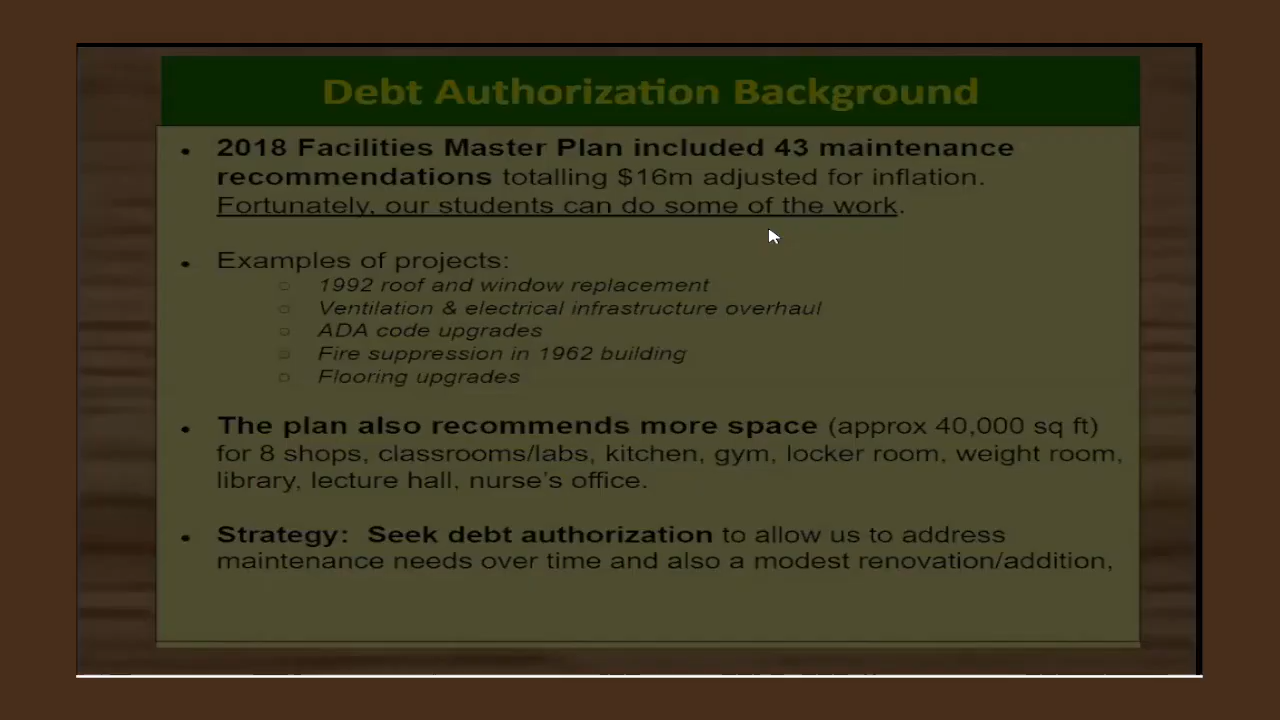 Debt Authorization Background
• 2018 Facilities Master Plan included 43 maintenance
recommendations totalling $16m adjusted for inflation.
Fortunately, our students can do some of the work.
• Examples of projects:
○ 1992 roof and window replacement
○ Ventilation & electrical infrastructure overhaul
○ ADA code upgrades
○ Fire suppression in 1962 building
○ Flooring upgrades
• The plan also recommends more space (approx 40,000 sq ft)
for 8 shops, classrooms/labs, kitchen, gym, locker room, weight room,
library, lecture hall, nurse's office.
• Strategy: Seek debt authorization to allow us to address
maintenance needs over time and also a modest renovation/addition,